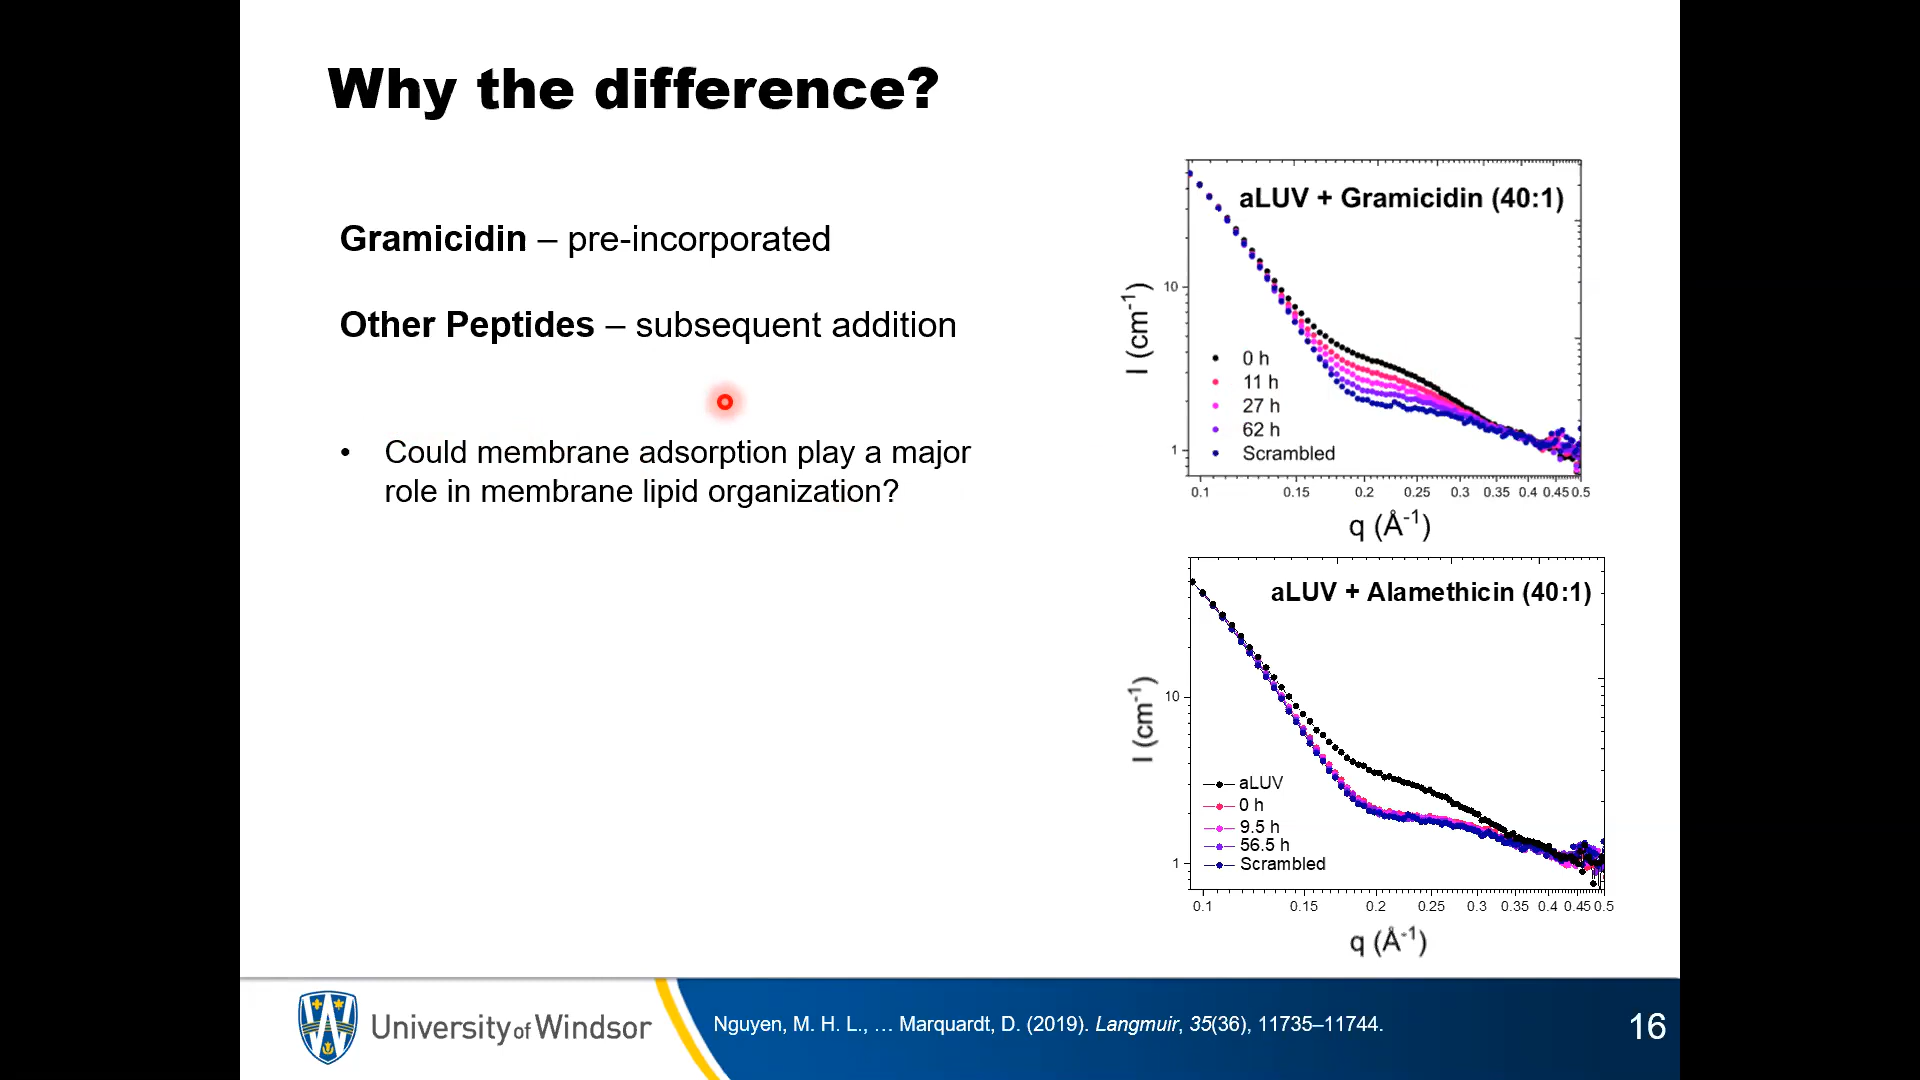 Why the difference?
Gramicidin – pre-incorporated
Other Peptides – subsequent addition
• Could membrane adsorption play a major
role in membrane lipid organization?
aLUV + Gramicidin (40:1)
I (cm⁻¹)
10
1
0 h
11 h
27 h
62 h
Scrambled
0.1 0.15 0.2 0.25 0.3 0.35 0.4 0.45 0.5
q (Å⁻¹)
aLUV + Alamethicin (40:1)
I (cm⁻¹)
10
1
aLUV
0 h
9.5 h
56.5 h
Scrambled
0.1 0.15 0.2 0.25 0.3 0.35 0.4 0.45 0.5
q (Å⁻¹)
University of Windsor
Nguyen, M. H. L., … Marquardt, D. (2019). Langmuir, 35(36), 11735–11744.
16